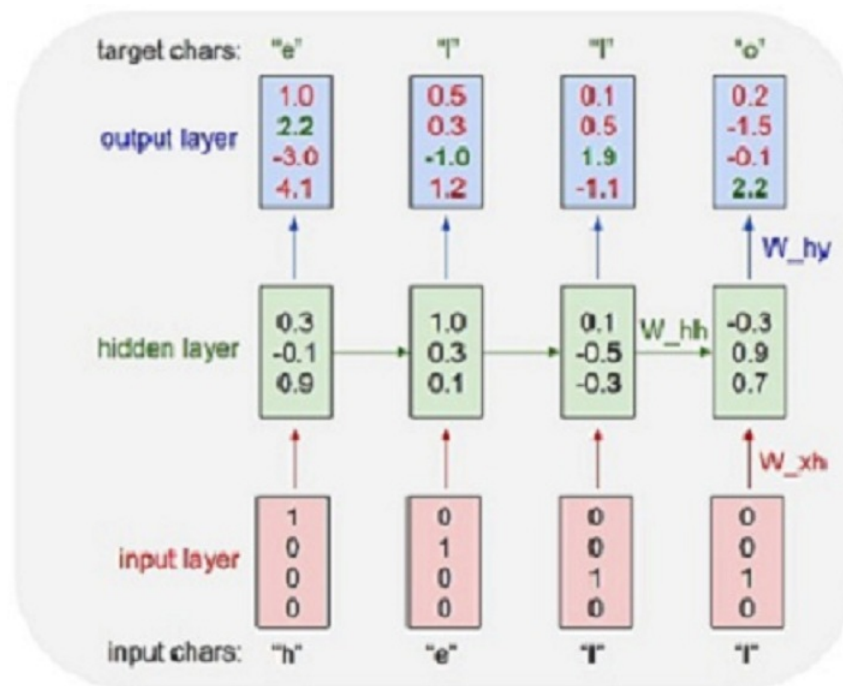 target chars: "e" "l" "l" "o"
1.0 0.5 0.1 0.2
2.2 0.3 0.5 -1.5
output layer
-3.0 -1.0 1.9 -0.1
4.1 1.2 -1.1 2.2
W_hy
0.3 1.0 0.1 -0.3
W_hh
hidden layer -0.1 0.3 -0.5 0.9
0.9 0.1 -0.3 0.7
W_xh
1 0 0 0
0 1 0 0
input layer
0 0 1 1
0 0 0 0
input chars: "h" "e" "l" "l"